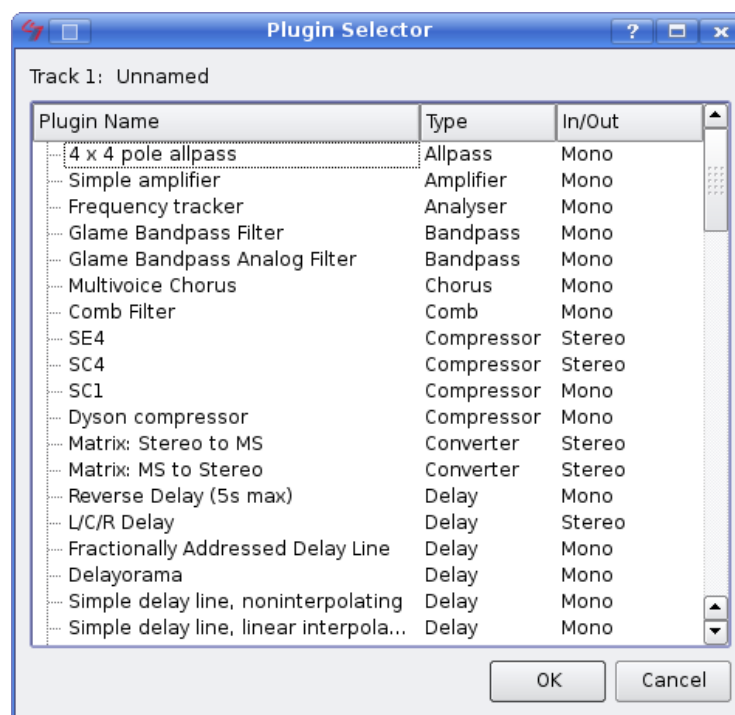 Plugin Selector
Track 1: Unnamed
Plugin Name Type In/Out
4 x 4 pole allpass Allpass Mono
Simple amplifier Amplifier Mono
Frequency tracker Analyser Mono
Glame Bandpass Filter Bandpass Mono
Glame Bandpass Analog Filter Bandpass Mono
Multivoice Chorus Chorus Mono
Comb Filter Comb Mono
SE4 Compressor Stereo
SC4 Compressor Stereo
SC1 Compressor Mono
Dyson compressor Compressor Mono
Matrix: Stereo to MS Converter Stereo
Matrix: MS to Stereo Converter Stereo
Reverse Delay (5s max) Delay Mono
L/C/R Delay Delay Stereo
Fractionally Addressed Delay Line Delay Mono
Delayorama Delay Mono
Simple delay line, noninterpolating Delay Mono
Simple delay line, linear interpola... Delay Mono
OK Cancel